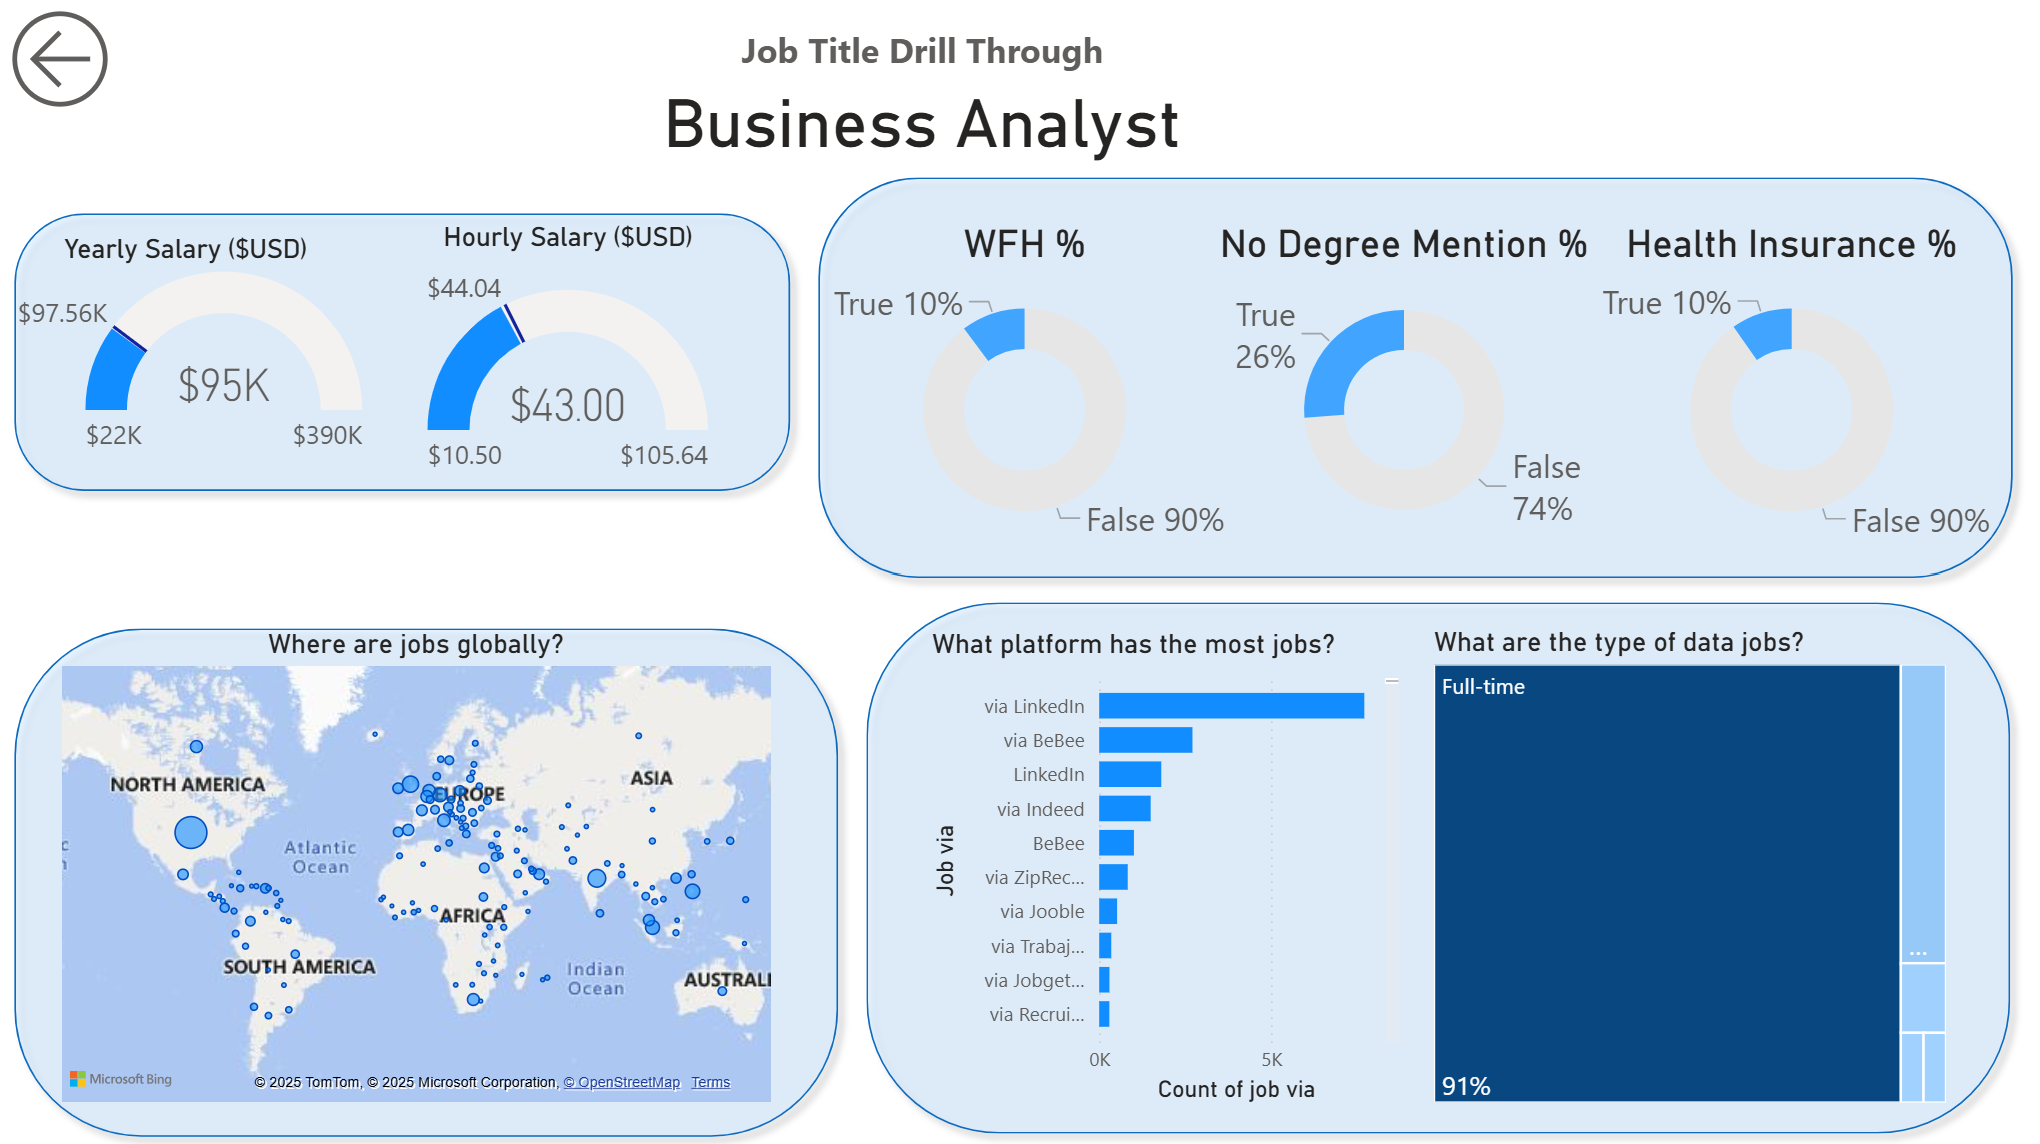 Job Title Drill Through
Business Analyst
Yearly Salary ($USD)
$97.56K
$95K
$22K
$390K
Hourly Salary ($USD)
$44.04
$43.00
$10.50
$105.64
WFH %
True 10%
False 90%
No Degree Mention %
True
26%
False
74%
Health Insurance %
True 10%
False 90%
Where are jobs globally?
NORTH AMERICA
EUROPE
ASIA
Atlantic
Ocean
AFRICA
SOUTH AMERICA
Indian
Ocean
AUSTRALI
Microsoft Bing
© 2025 TomTom, © 2025 Microsoft Corporation, © OpenStreetMap Terms
What platform has the most jobs?
Job via
via LinkedIn
via BeBee
LinkedIn
via Indeed
BeBee
via ZipRec...
via Jooble
via Trabaj...
via Jobget...
via Recrui...
0K
5K
Count of job via
What are the type of data jobs?
Full-time
91%
...